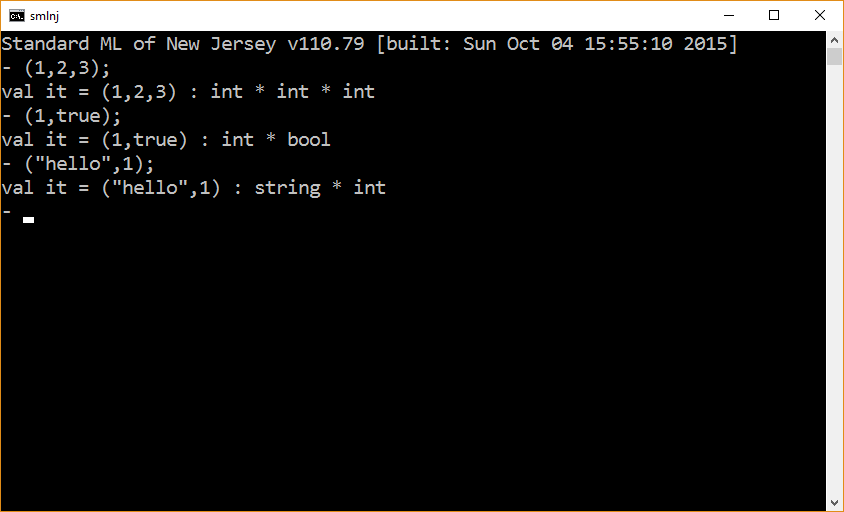 smlnj
Standard ML of New Jersey v110.79 [built: Sun Oct 04 15:55:10 2015]
- (1,2,3);
val it = (1,2,3) : int * int * int
- (1,true);
val it = (1,true) : int * bool
- ("hello",1);
val it = ("hello",1) : string * int
-